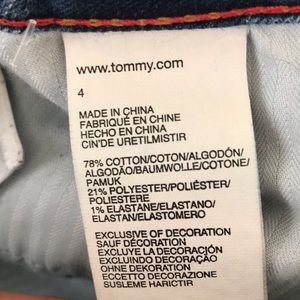 www.tommy.com
4
MADE IN CHINA
FABRIQUÉ EN CHINE
HECHO EN CHINA
CIN'DE URETILMISTIR
78% COTTON/COTON/ALGODÓN/
ALGODÃO/BAUMWOLLE/COTONE/
PAMUK
21% POLYESTER/POLIÉSTER/
POLIESTERE
1% ELASTANE/ELASTANO/
ELASTAN/ELASTOMERO
EXCLUSIVE OF DECORATION
SAUF DÉCORATION
EXCLUYE LA DECORACIÓN
EXCLUINDO DECORAÇÃO
OHNE DEKORATION
ECCETTO DECORAZIONE
SUSLEME HARICTIR